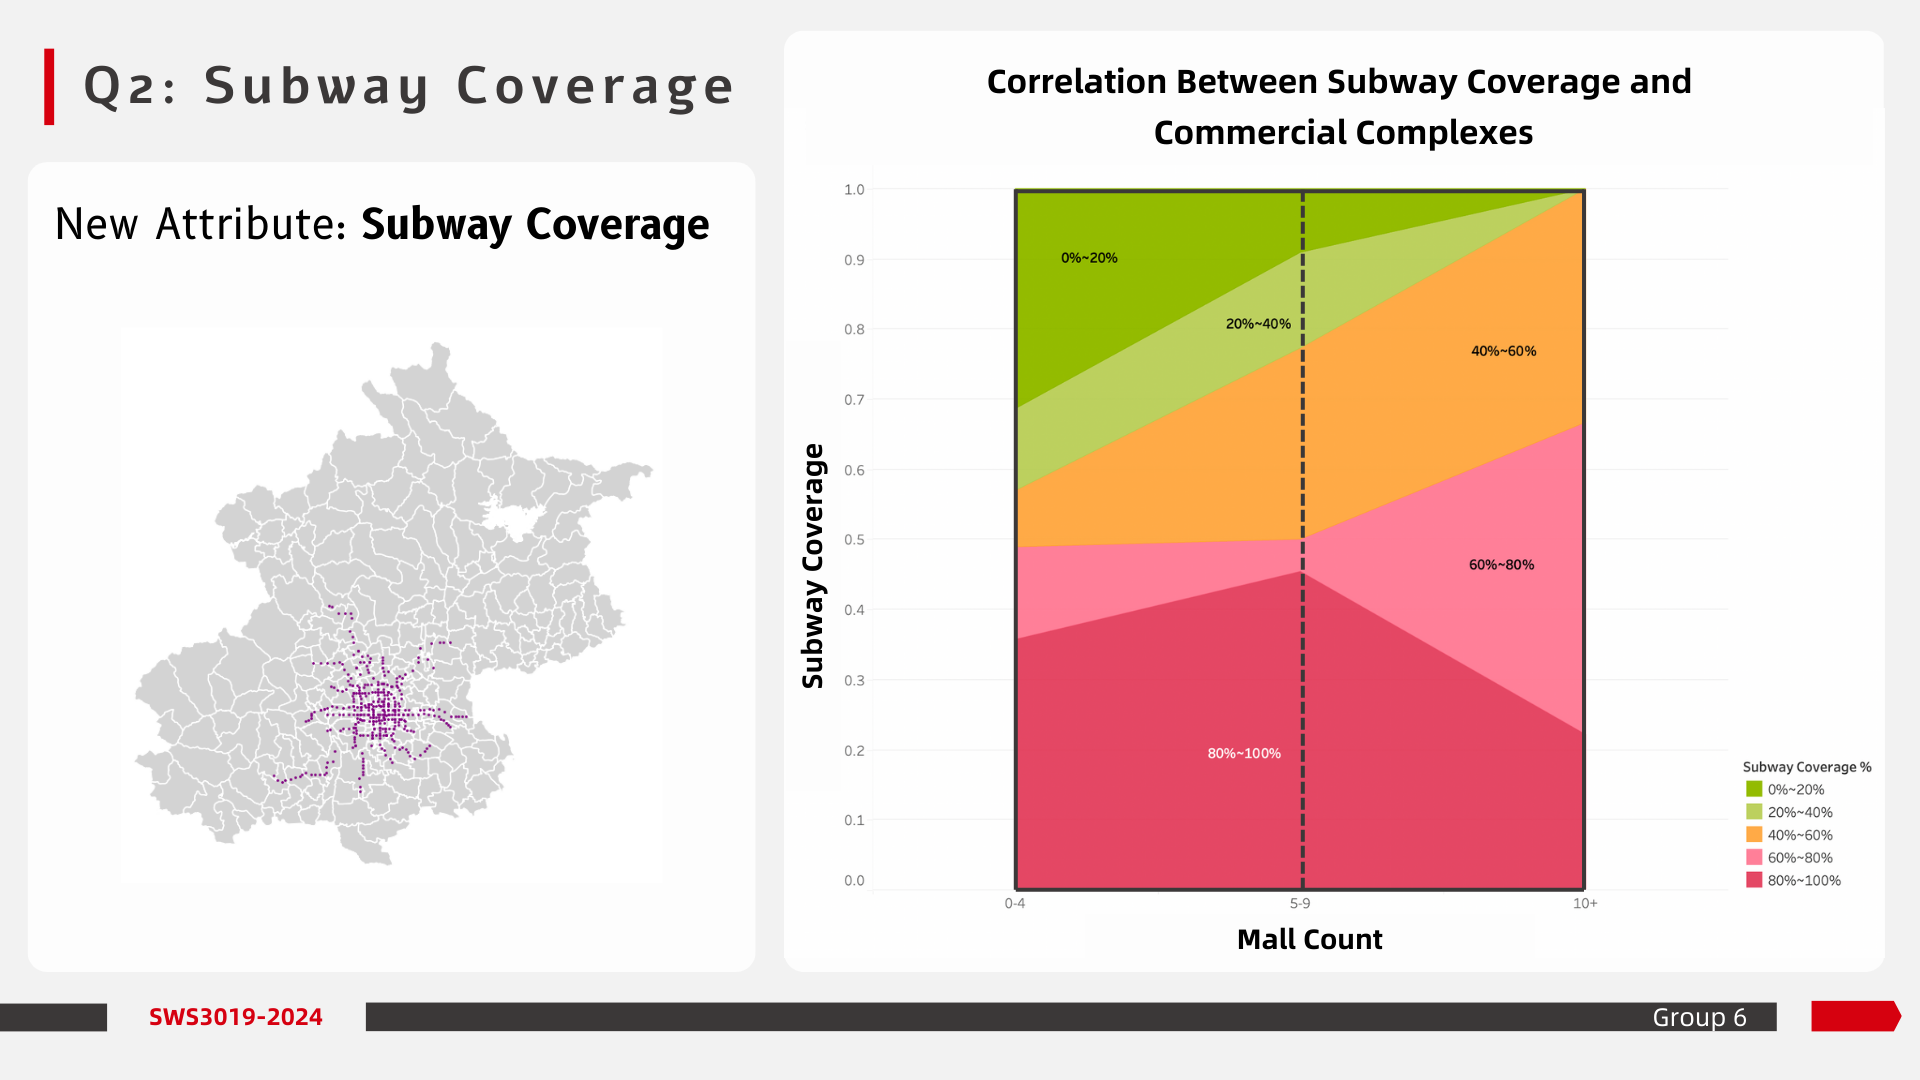 Q2: Subway Coverage
New Attribute: Subway Coverage
Correlation Between Subway Coverage and
Commercial Complexes
Subway Coverage
1.0
0.9
0.8
0.7
0.6
0.5
0.4
0.3
0.2
0.1
0.0
0%~20%
20%~40%
40%~60%
60%~80%
80%~100%
0-4
5-9
10+
Mall Count
Subway Coverage %
0%~20%
20%~40%
40%~60%
60%~80%
80%~100%
SWS3019-2024
Group 6